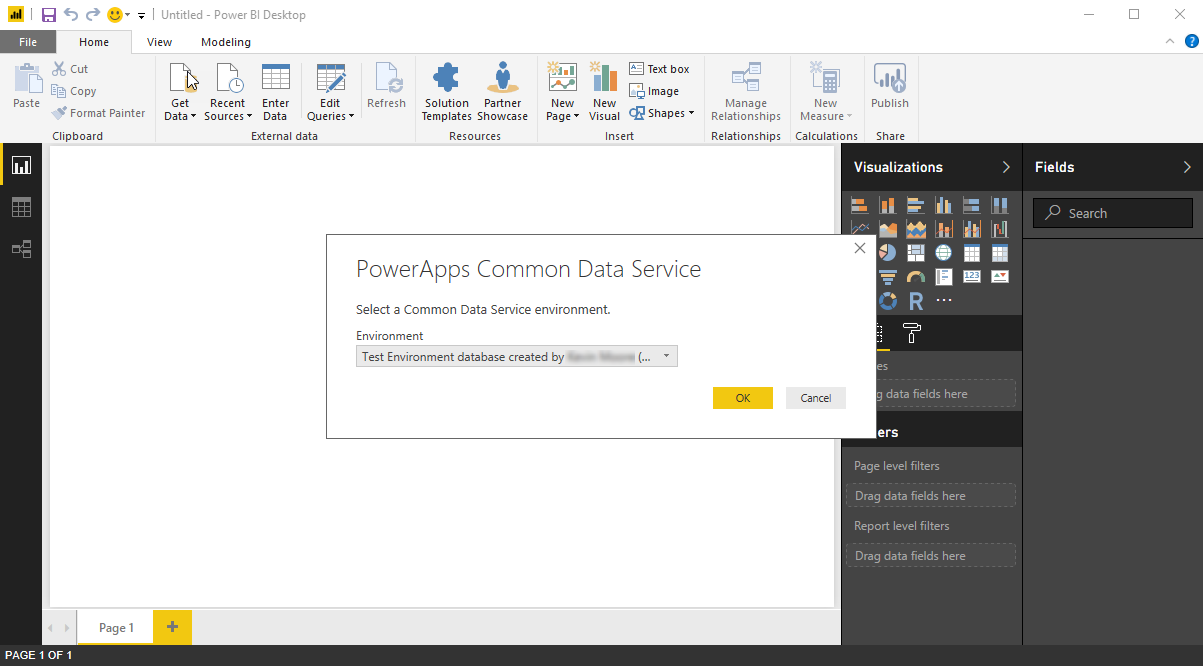 Untitled - Power BI Desktop
File Home View Modeling
Paste
Cut
Copy
Format Painter
Clipboard
Get Data
Recent Sources
Enter Data
Edit Queries
Refresh
External data
Solution Templates
Partner Showcase
Resources
New Page
New Visual
Text box
Image
Shapes
Insert
Manage Relationships
Relationships
New Measure
Calculations
Publish
Share
Visualizations
Fields
Search
123
R
PowerApps Common Data Service
Select a Common Data Service environment.
Environment
Test Environment database created by (...
OK Cancel
es
g data fields here
ers
Page level filters
Drag data fields here
Report level filters
Drag data fields here
Page 1
PAGE 1 OF 1